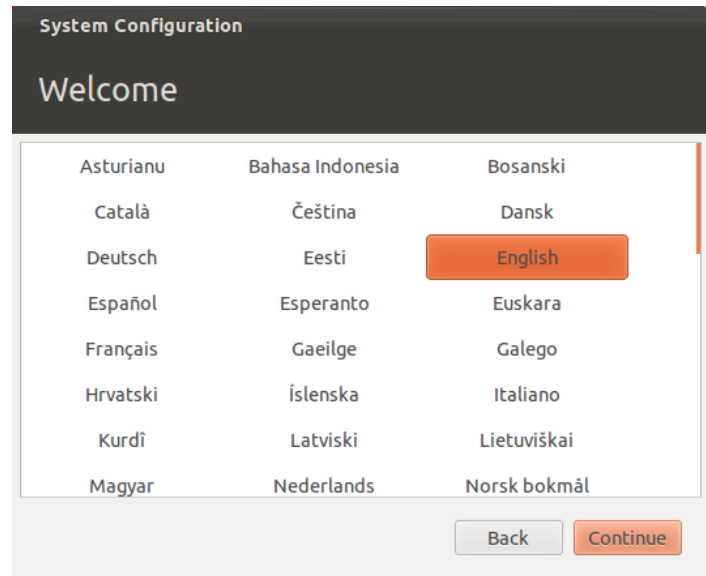 System Configuration
Welcome
Asturianu Bahasa Indonesia Bosanski
Català Čeština Dansk
Deutsch Eesti English
Español Esperanto Euskara
Français Gaeilge Galego
Hrvatski Íslenska Italiano
Kurdî Latviski Lietuviškai
Magyar Nederlands Norsk bokmål
Back Continue